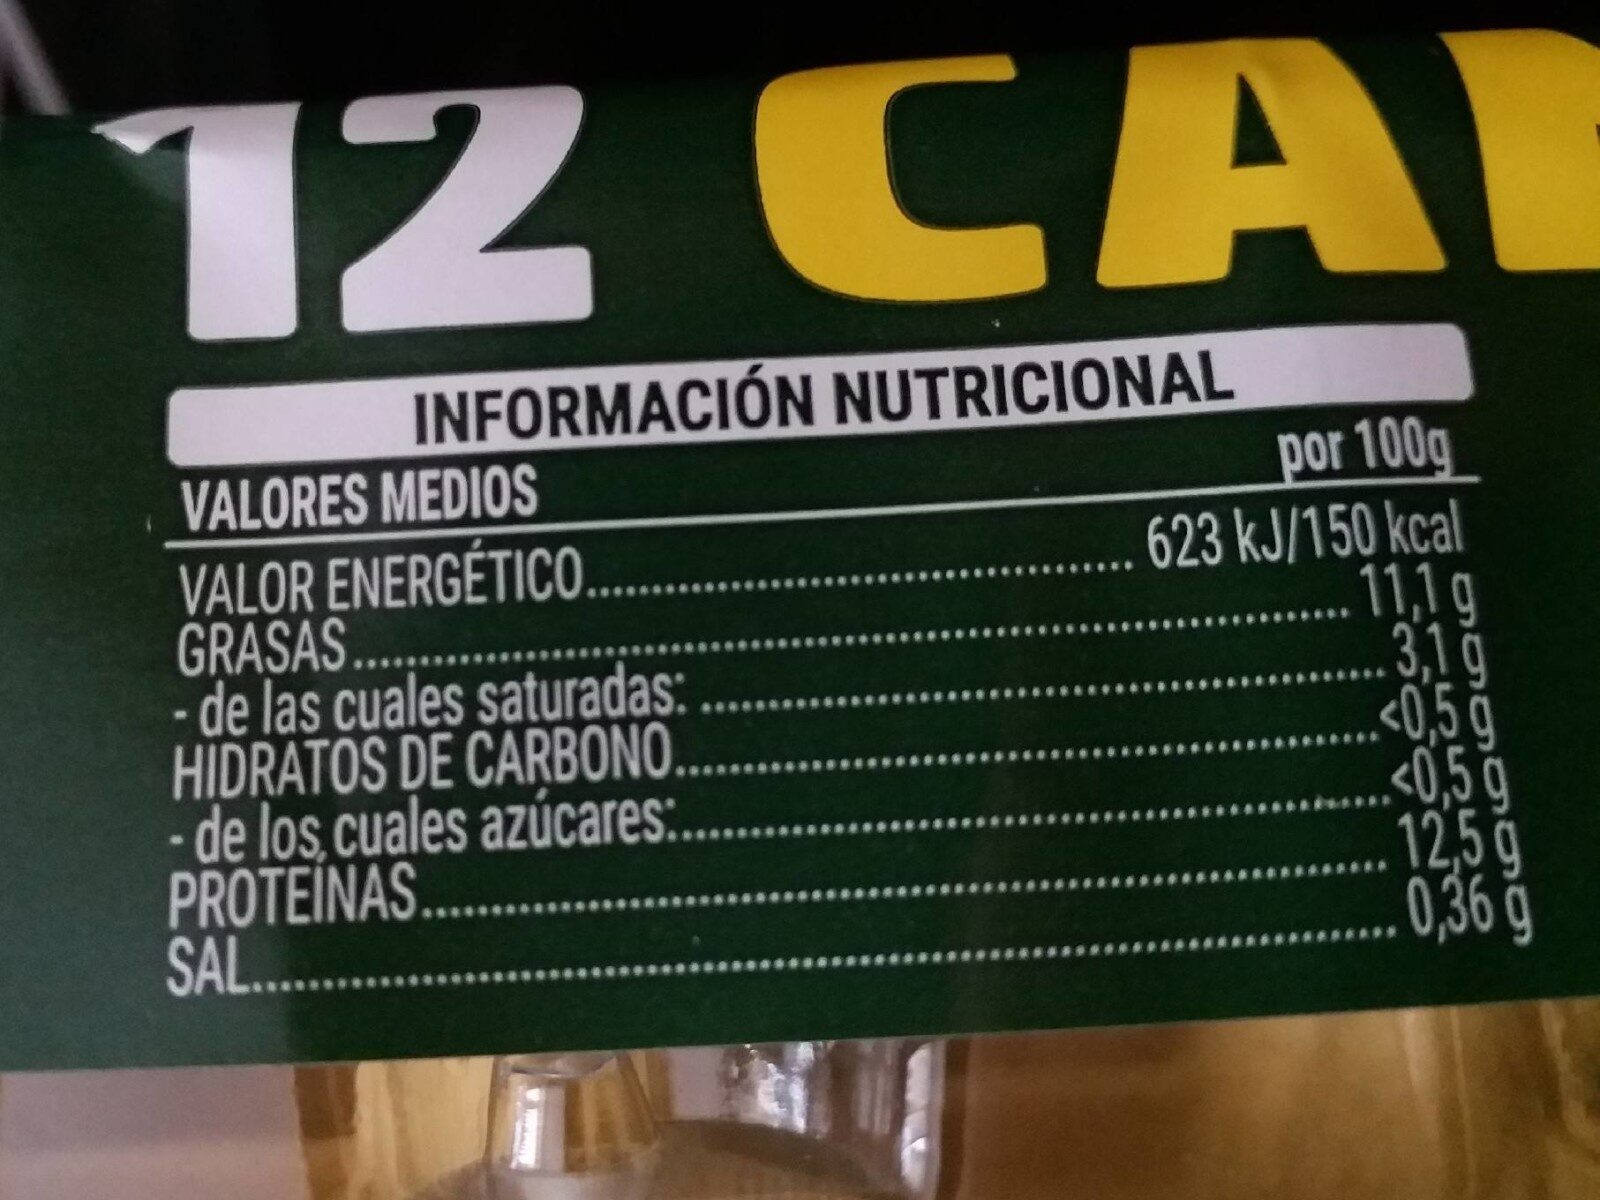 12 CA
INFORMACIÓN NUTRICIONAL
VALORES MEDIOS por 100g
VALOR ENERGÉTICO............ 623 kJ/150 kcal
GRASAS............ 11,1 g
- de las cuales saturadas: ............ 3,1 g
HIDRATOS DE CARBONO............ <0,5 g
- de los cuales azúcares:............ <0,5 g
PROTEÍNAS............ 12,5 g
SAL............ 0,36 g